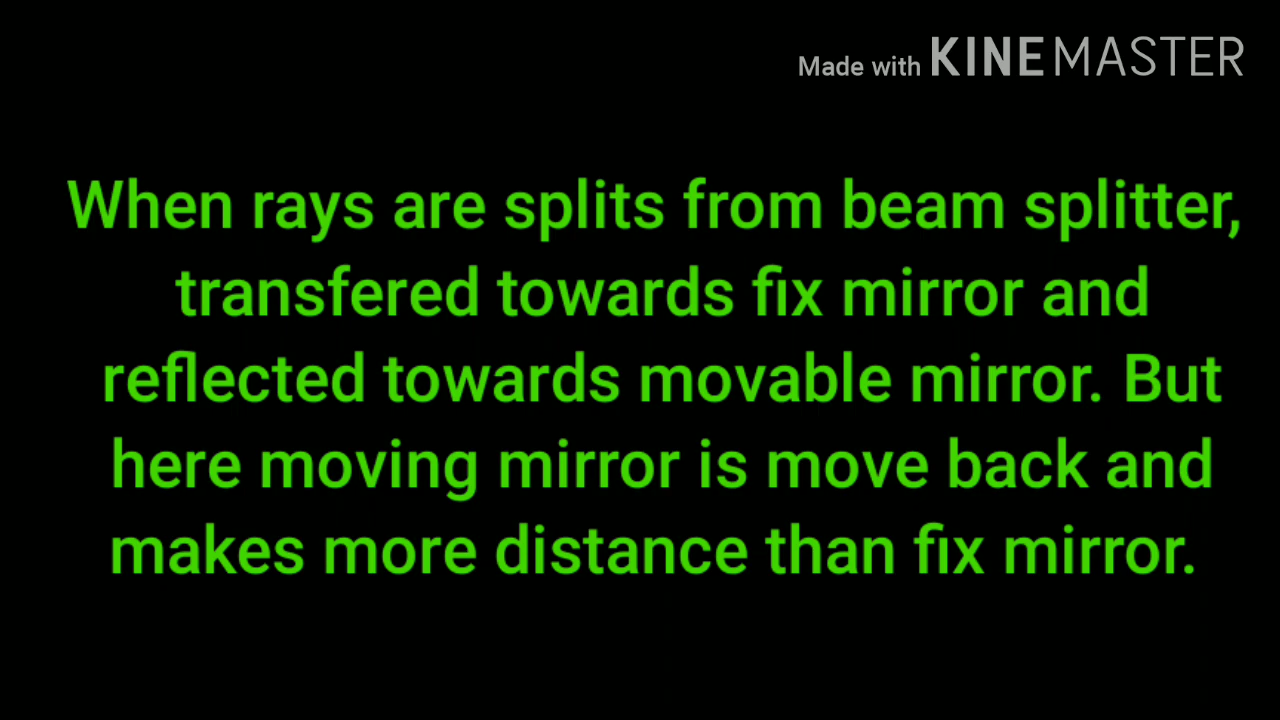 Made with KINEMASTER
When rays are splits from beam splitter,
transfered towards fix mirror and
reflected towards movable mirror. But
here moving mirror is move back and
makes more distance than fix mirror.